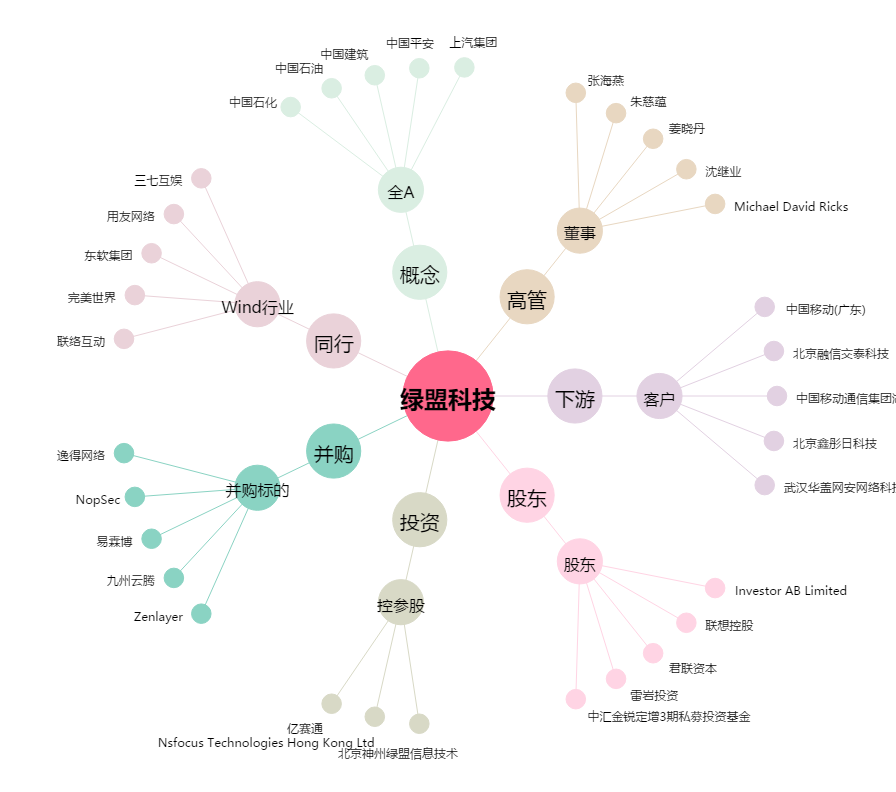 上汽集团
中国平安
中国建筑
中国石油
中国石化
全A
概念
张海燕
朱慈蕴
姜晓丹
沈继业
Michael David Ricks
董事
高管
三七互娱
用友网络
东软集团
完美世界
联络互动
Wind行业
同行
绿盟科技
中国移动(广东)
北京融信交泰科技
中国移动通信集团
北京鑫彤日科技
武汉华盖网安网络科技
客户
下游
并购
并购标的
逸得网络
NopSec
易霖博
九州云腾
Zenlayer
投资
控参股
亿赛通
Nsfocus Technologies Hong Kong Ltd
北京神州绿盟信息技术
股东
股东
Investor AB Limited
联想控股
君联资本
雷岩投资
中汇金锐定增3期私募投资基金